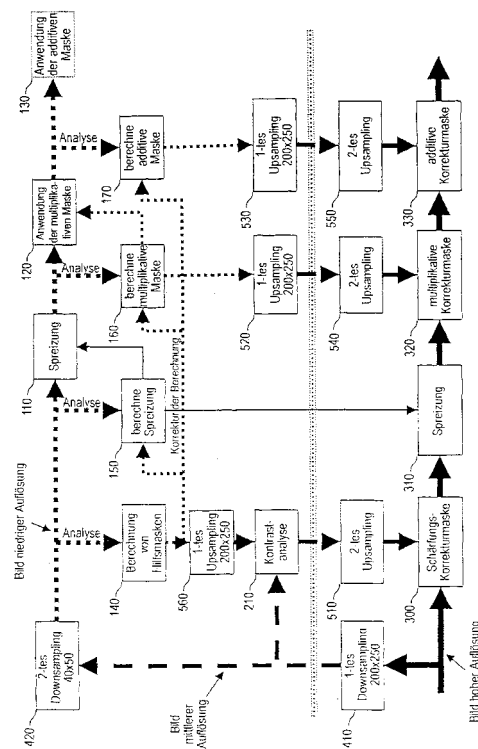 130
Anwendung
der additiven
Maske
Analyse
berechne
additive
Maske
170
1-tes
Upsampling
200x250
530
2-tes
Upsampling
550
additive
Korrekturmaske
330
Anwendung
der multiplika-
tiven Maske
120
Analyse
berechne
multiplikative
Maske
160
1-tes
Upsampling
200x250
520
2-tes
Upsampling
540
multiplikative
Korrekturmaske
320
Spreizung
110
Analyse
berechne
Spreizung
150
Korrektur der Berechnung
Spreizung
310
Bild niedriger Auflösung
Analyse
Berechnung
von
Hilfsmasken
140
1-tes
Upsampling
200x250
560
Kontrast-
analyse
210
2-tes
Upsampling
510
Schärfungs-
Korrekturmaske
300
2-tes
Downsampling
40x50
420
Bild
mittlerer
Auflösung
1-tes
Downsampling
200x250
410
Bild hoher Auflösung